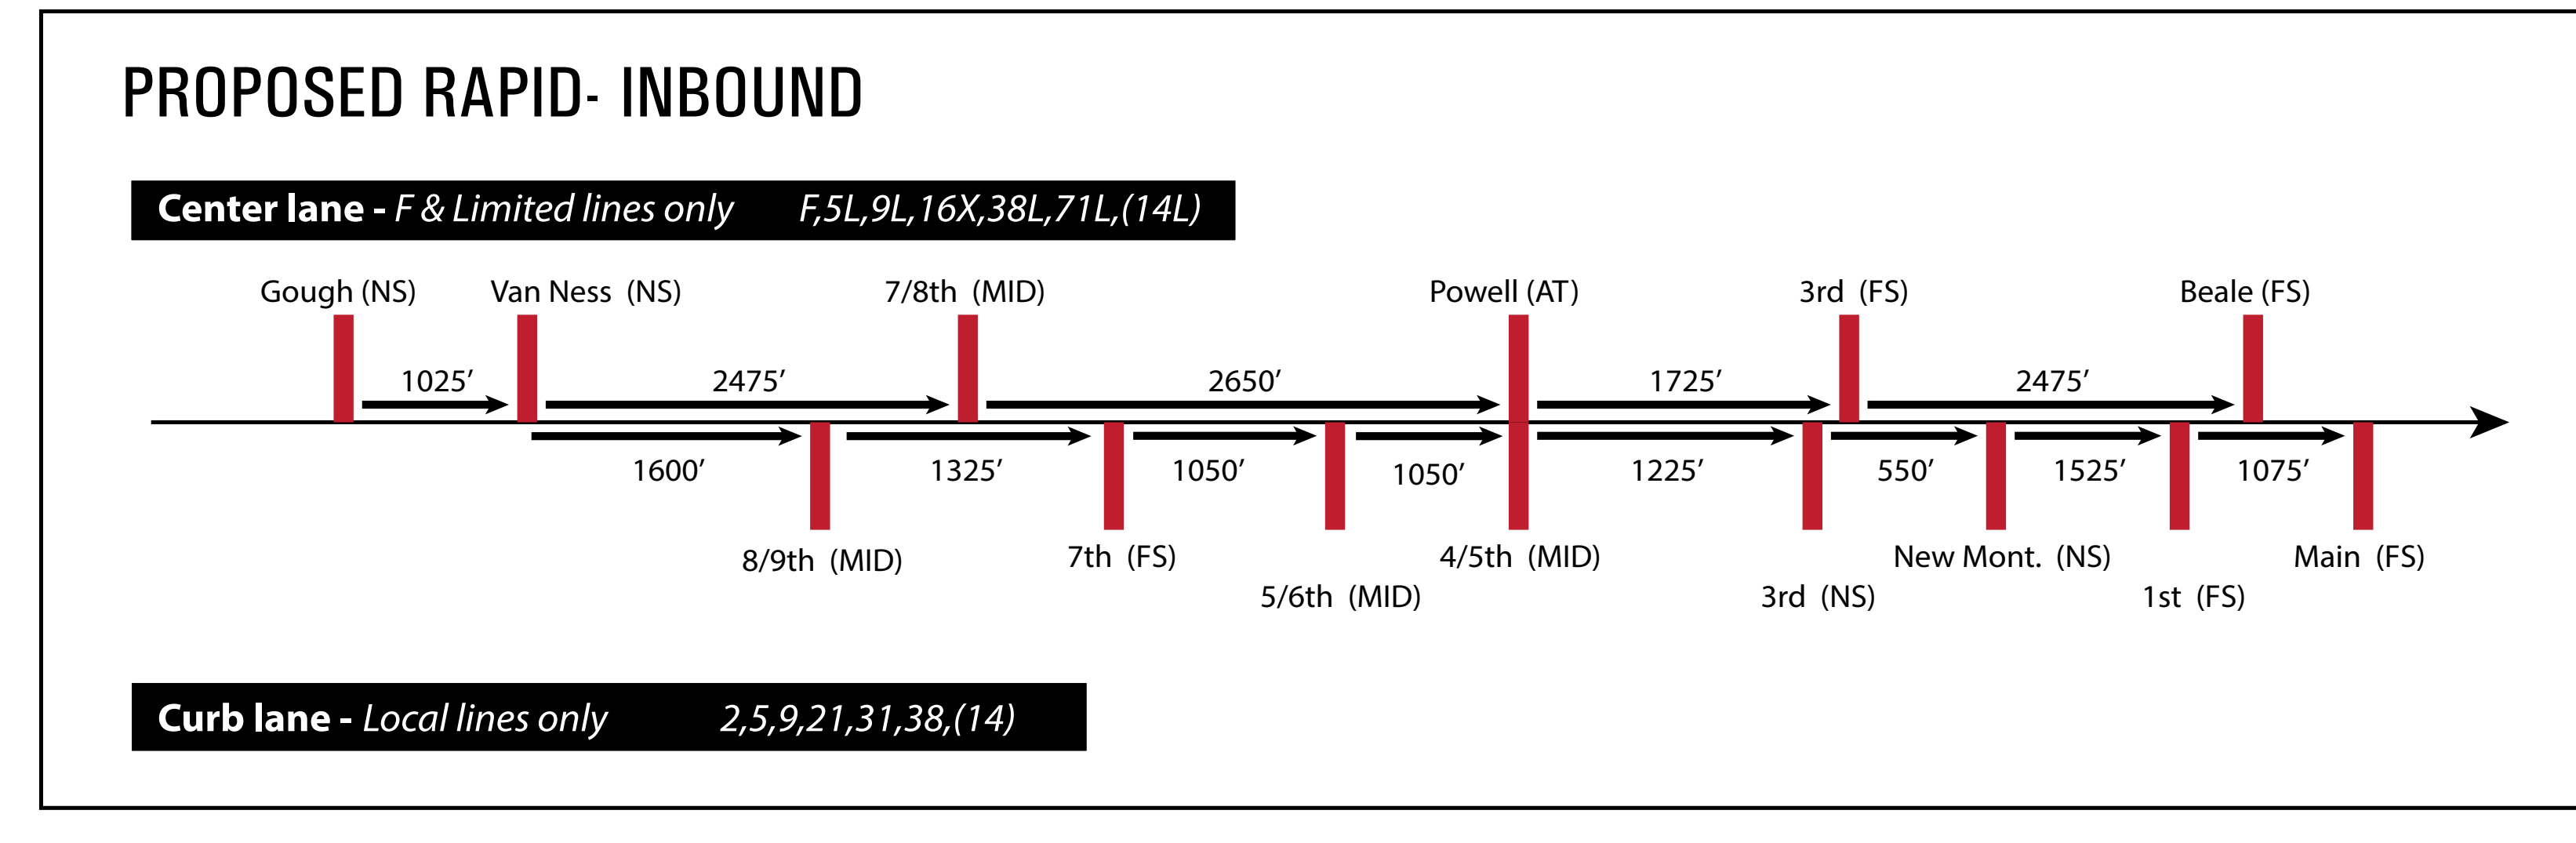 PROPOSED RAPID- INBOUND
Center lane - F & Limited lines only F,5L,9L,16X,38L,71L,(14L)
Gough (NS) Van Ness (NS) 7/8th (MID) Powell (AT) 3rd (FS) Beale (FS)
1025’ 2475’ 2650’ 1725’ 2475’
1600’ 1325’ 1050’ 1050’ 1225’ 550’ 1525’ 1075’
8/9th (MID) 7th (FS) 4/5th (MID) New Mont. (NS) Main (FS)
5/6th (MID) 3rd (NS) 1st (FS)
Curb lane - Local lines only 2,5,9,21,31,38,(14)